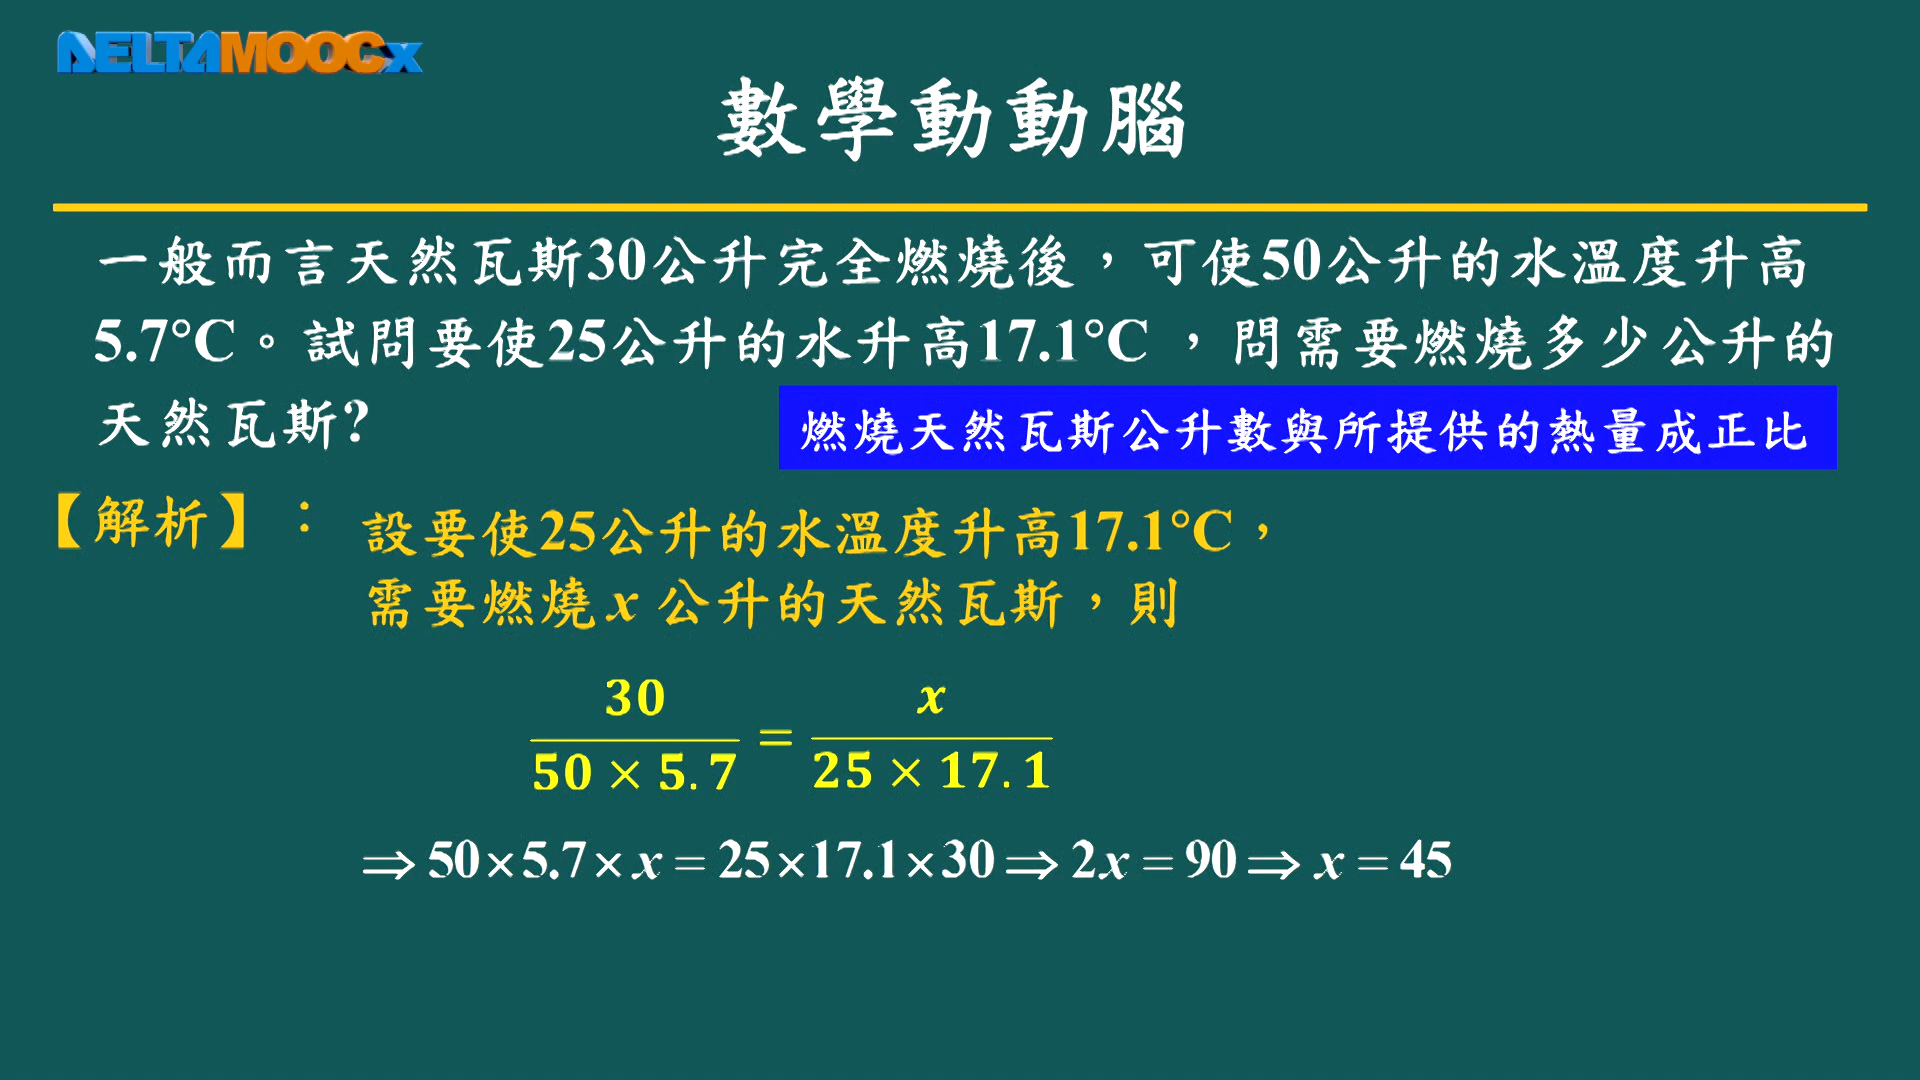 DELTAMOOCx
數學動動腦
一般而言天然瓦斯30公升完全燃燒後，可使50公升的水溫度升高
5.7°C。試問要使25公升的水升高17.1°C，問需要燃燒多少公升的
天然瓦斯?
燃燒天然瓦斯公升數與所提供的熱量成正比
【解析】：
設要使25公升的水溫度升高17.1°C，
需要燃燒 x 公升的天然瓦斯，則
30/(50 × 5.7) = x/(25 × 17.1)
⇒ 50×5.7×x = 25×17.1×30 ⇒ 2x = 90 ⇒ x = 45